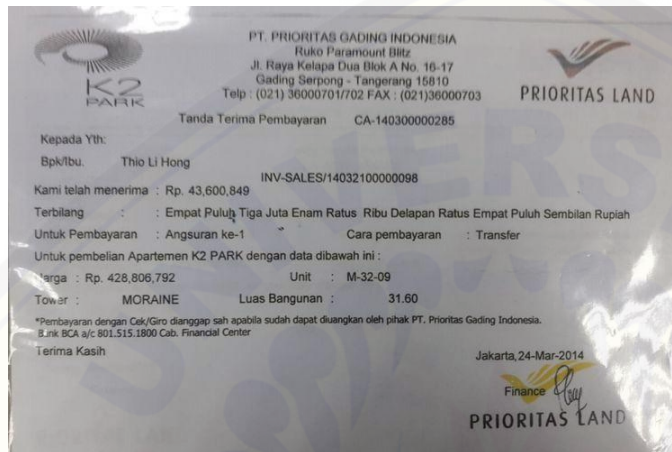 K2
PARK
PT. PRIORITAS GADING INDONESIA
Ruko Paramount Blitz
Jl. Raya Kelapa Dua Blok A No. 16-17
Gading Serpong - Tangerang 15810
Telp : (021) 36000701/702 FAX : (021)36000703
PRIORITAS LAND
Tanda Terima Pembayaran CA-140300000285
Kepada Yth:
Bpk/Ibu. Thio Li Hong
INV-SALES/14032100000098
Kami telah menerima : Rp. 43,600,849
Terbilang : : Empat Puluh Tiga Juta Enam Ratus Ribu Delapan Ratus Empat Puluh Sembilan Rupiah
Untuk Pembayaran : Angsuran ke-1 Cara pembayaran : Transfer
Untuk pembelian Apartemen K2 PARK dengan data dibawah ini :
Harga : Rp. 428,806,792 Unit : M-32-09
Tower : MORAINE Luas Bangunan : 31.60
*Pembayaran dengan Cek/Giro dianggap sah apabila sudah dapat diuangkan oleh pihak PT. Prioritas Gading Indonesia.
Bank BCA a/c 801.515.1800 Cab. Financial Center
Terima Kasih
Jakarta,24-Mar-2014
Finance
PRIORITAS LAND
UNIVERS